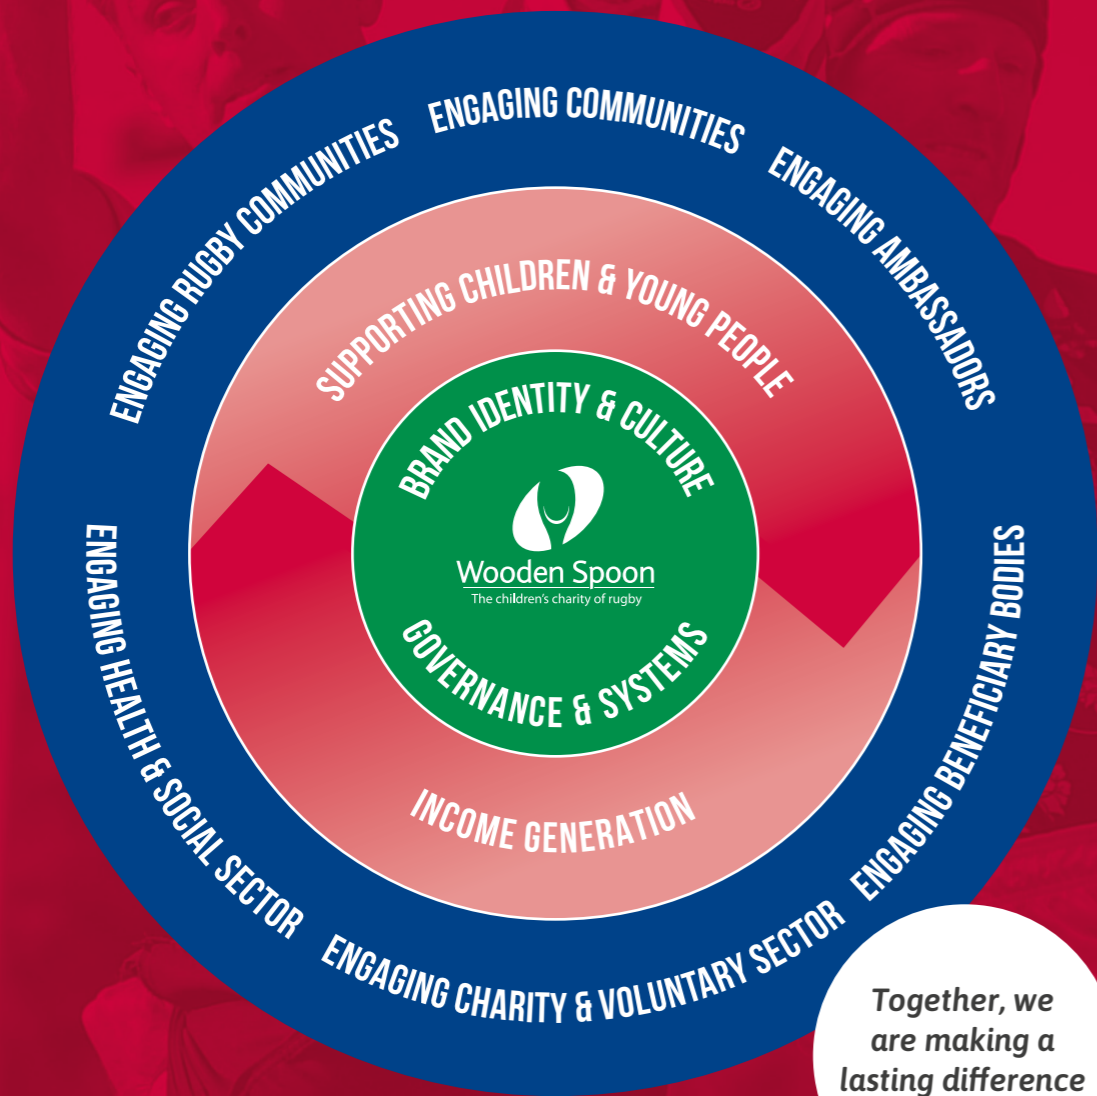 ENGAGING RUGBY COMMUNITIES
ENGAGING COMMUNITIES
ENGAGING AMBASSADORS
SUPPORTING CHILDREN & YOUNG PEOPLE
BRAND IDENTITY & CULTURE
Wooden Spoon
The children's charity of rugby
GOVERNANCE & SYSTEMS
INCOME GENERATION
ENGAGING HEALTH & SOCIAL SECTOR
ENGAGING CHARITY & VOLUNTARY SECTOR
ENGAGING BENEFICIARY BODIES
Together, we
are making a
lasting difference